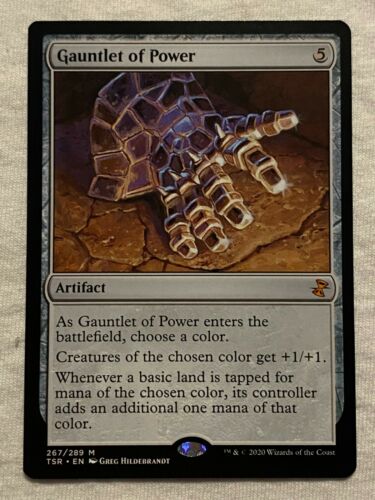 Gauntlet of Power 5
Artifact
As Gauntlet of Power enters the
battlefield, choose a color.
Creatures of the chosen color get +1/+1.
Whenever a basic land is tapped for
mana of the chosen color, its controller
adds an additional one mana of that
color.
267/289 M
TSR • EN Greg Hildebrandt
™ & © 2020 Wizards of the Coast